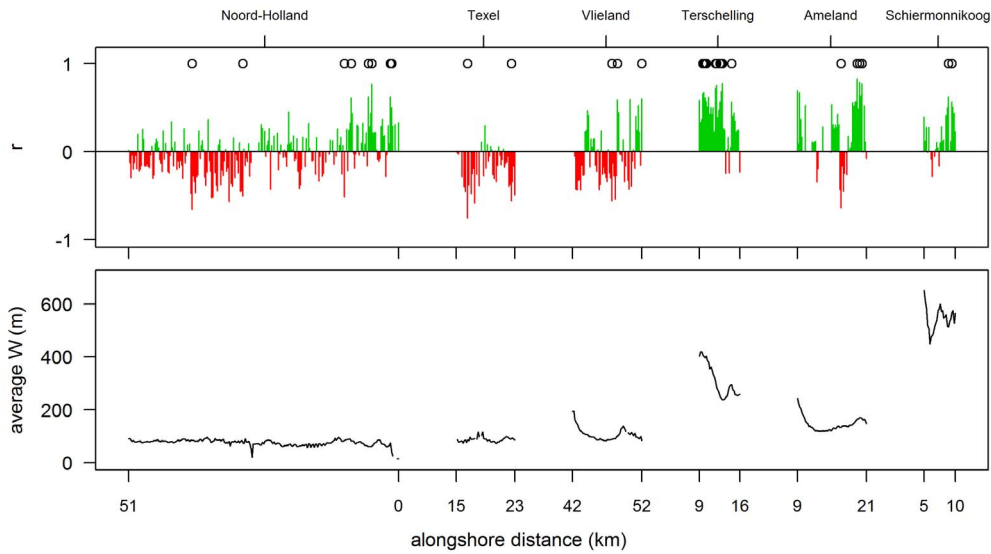 Noord-Holland Texel Vlieland Terschelling Ameland Schiermonnikoog
1
0
-1
r
600
400
200
0
average W (m)
51 0 15 23 42 52 9 16 9 21 5 10
alongshore distance (km)